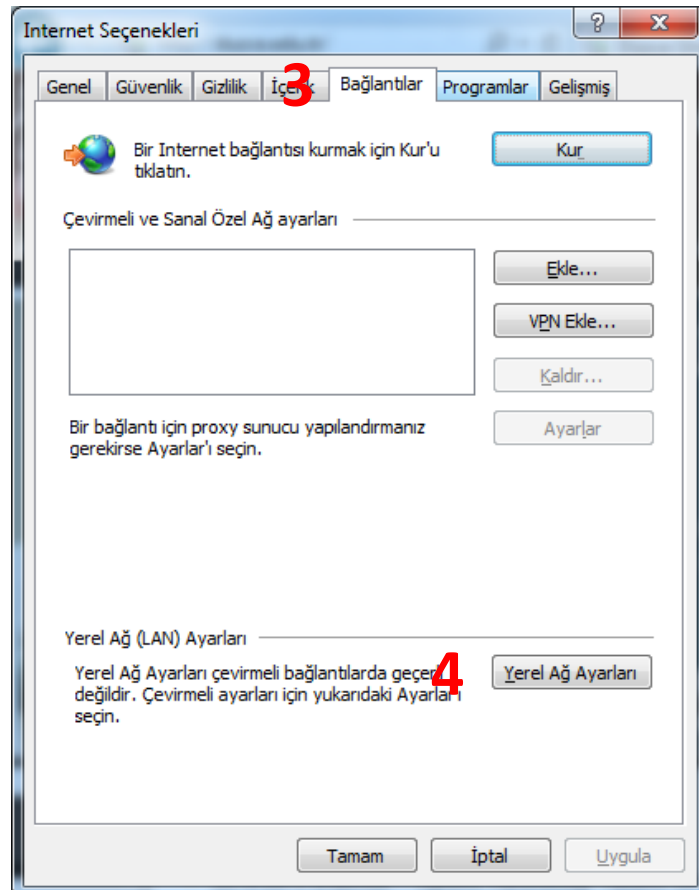 Internet Seçenekleri
Genel Güvenlik Gizlilik 3 Bağlantılar Programlar Gelişmiş
Bir Internet bağlantısı kurmak için Kur'u
tıklatın.
Kur
Çevirmeli ve Sanal Özel Ağ ayarları
Ekle...
VPN Ekle...
Kaldır...
Bir bağlantı için proxy sunucu yapılandırmanız
gerekirse Ayarlar'ı seçin.
Ayarlar
Yerel Ağ (LAN) Ayarları
Yerel Ağ Ayarları çevirmeli bağlantılarda 4
değildir. Çevirmeli ayarları için yukarıdaki
seçin.
Yerel Ağ Ayarları
Tamam İptal Uygula